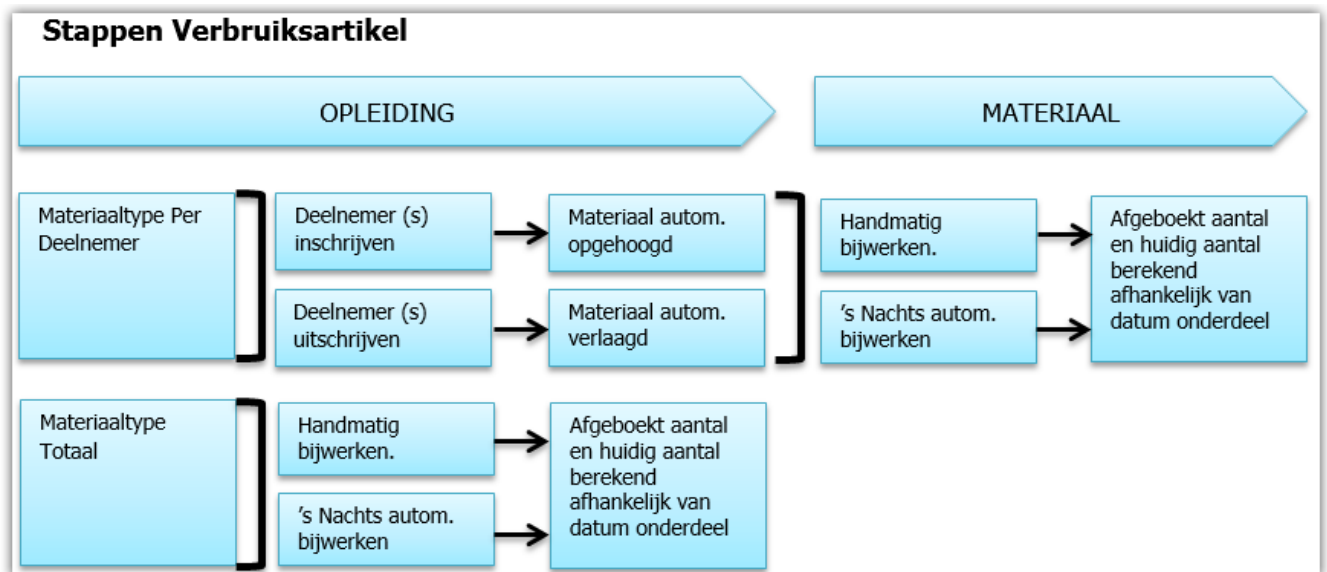 Stappen Verbruiksartikel
OPLEIDING
MATERIAAL
Materiaaltype Per
Deelnemer
Deelnemer (s)
inschrijven
Materiaal autom.
opgehoogd
Deelnemer (s)
uitschrijven
Materiaal autom.
verlaagd
Handmatig
bijwerken.
's Nachts autom.
bijwerken
Afgeboekt aantal
en huidig aantal
berekend
afhankelijk van
datum onderdeel
Materiaaltype
Totaal
Handmatig
bijwerken.
's Nachts autom.
bijwerken
Afgeboekt aantal
en huidig aantal
berekend
afhankelijk van
datum onderdeel